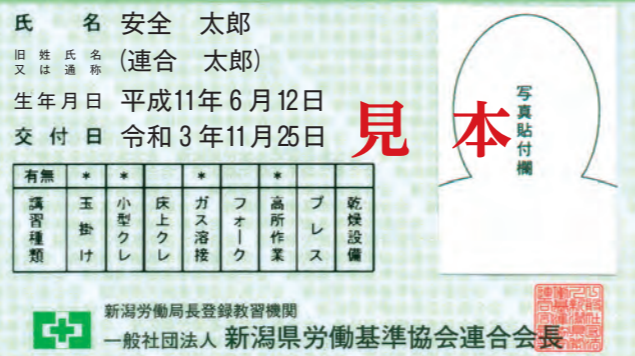 氏名 安全 太郎
旧姓氏名又は通称 (連合 太郎)
生年月日 平成11年6月12日
交付日 令和3年11月25日
見本
写真貼付欄
有無 * * * *
講習種類 玉掛け 小型クレ 床上クレ ガス溶接 フォーク 高所作業 プレス 乾燥設備
新潟労働局長登録教習機関
一般社団法人 新潟県労働基準協会連合会長